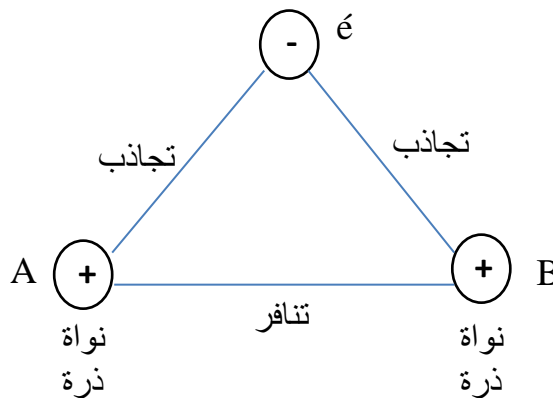 - é
تجاذب
تجاذب
A + + B
تنافر
نواة نواة
ذرة ذرة